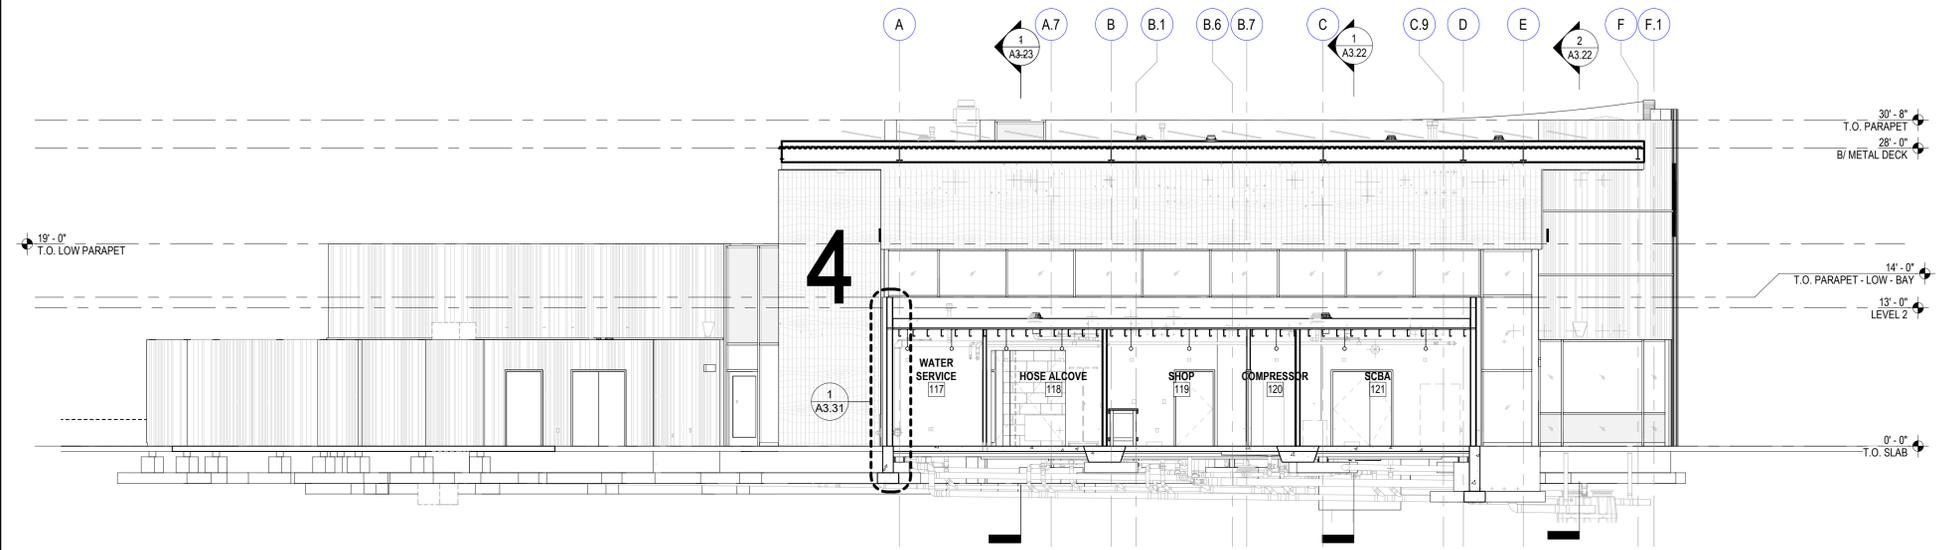 A
A.7
B
B.1
B.6
B.7
C
C.9
D
E
F
F.1
1
A3.22
2
A3.22
A3.23
30' - 8"
T.O. PARAPET
28' - 0"
B/ METAL DECK
19' - 0"
T.O. LOW PARAPET
14' - 0"
T.O. PARAPET - LOW - BAY
13' - 0"
LEVEL 2
4
WATER
SERVICE
117
HOSE ALCOVE
118
SHOP
119
COMPRESSOR
120
SCBA
121
1
A3.31
0' - 0"
T.O. SLAB